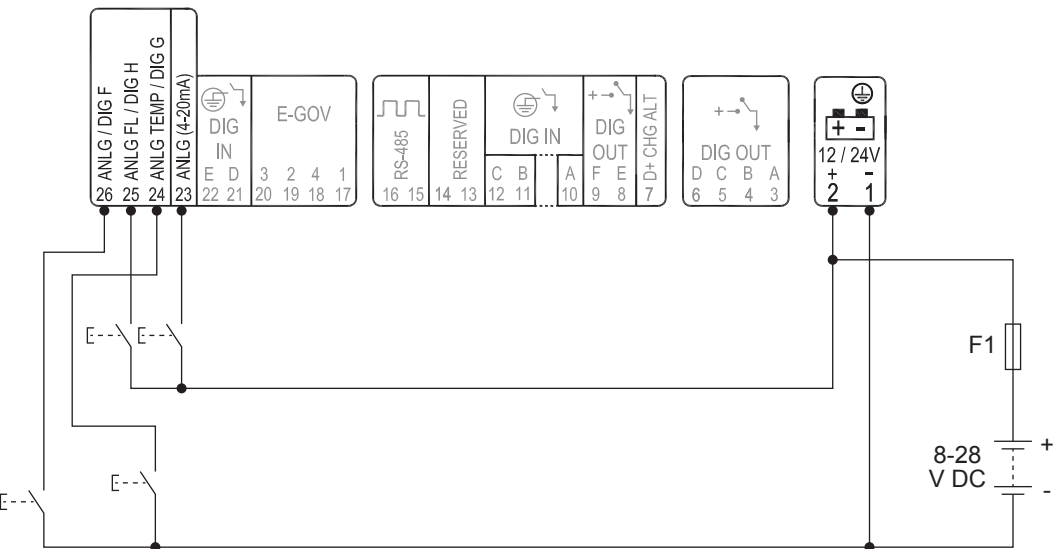 26 ANLG / DIG F
25 ANLG FL / DIG H
24 ANLG TEMP / DIG G
23 ANLG (4-20mA)
DIG
IN
E D
22 21
E-GOV
3 2 4 1
20 19 18 17
RS-485
16 15
RESERVED
14 13
DIG IN
C B A
12 11 10
+
DIG
OUT
F E
9 8
D+ CHG ALT
7
+
DIG OUT
D C B A
6 5 4 3
+ -
12 / 24V
+ -
2 1
F1
8-28
V DC
+
-